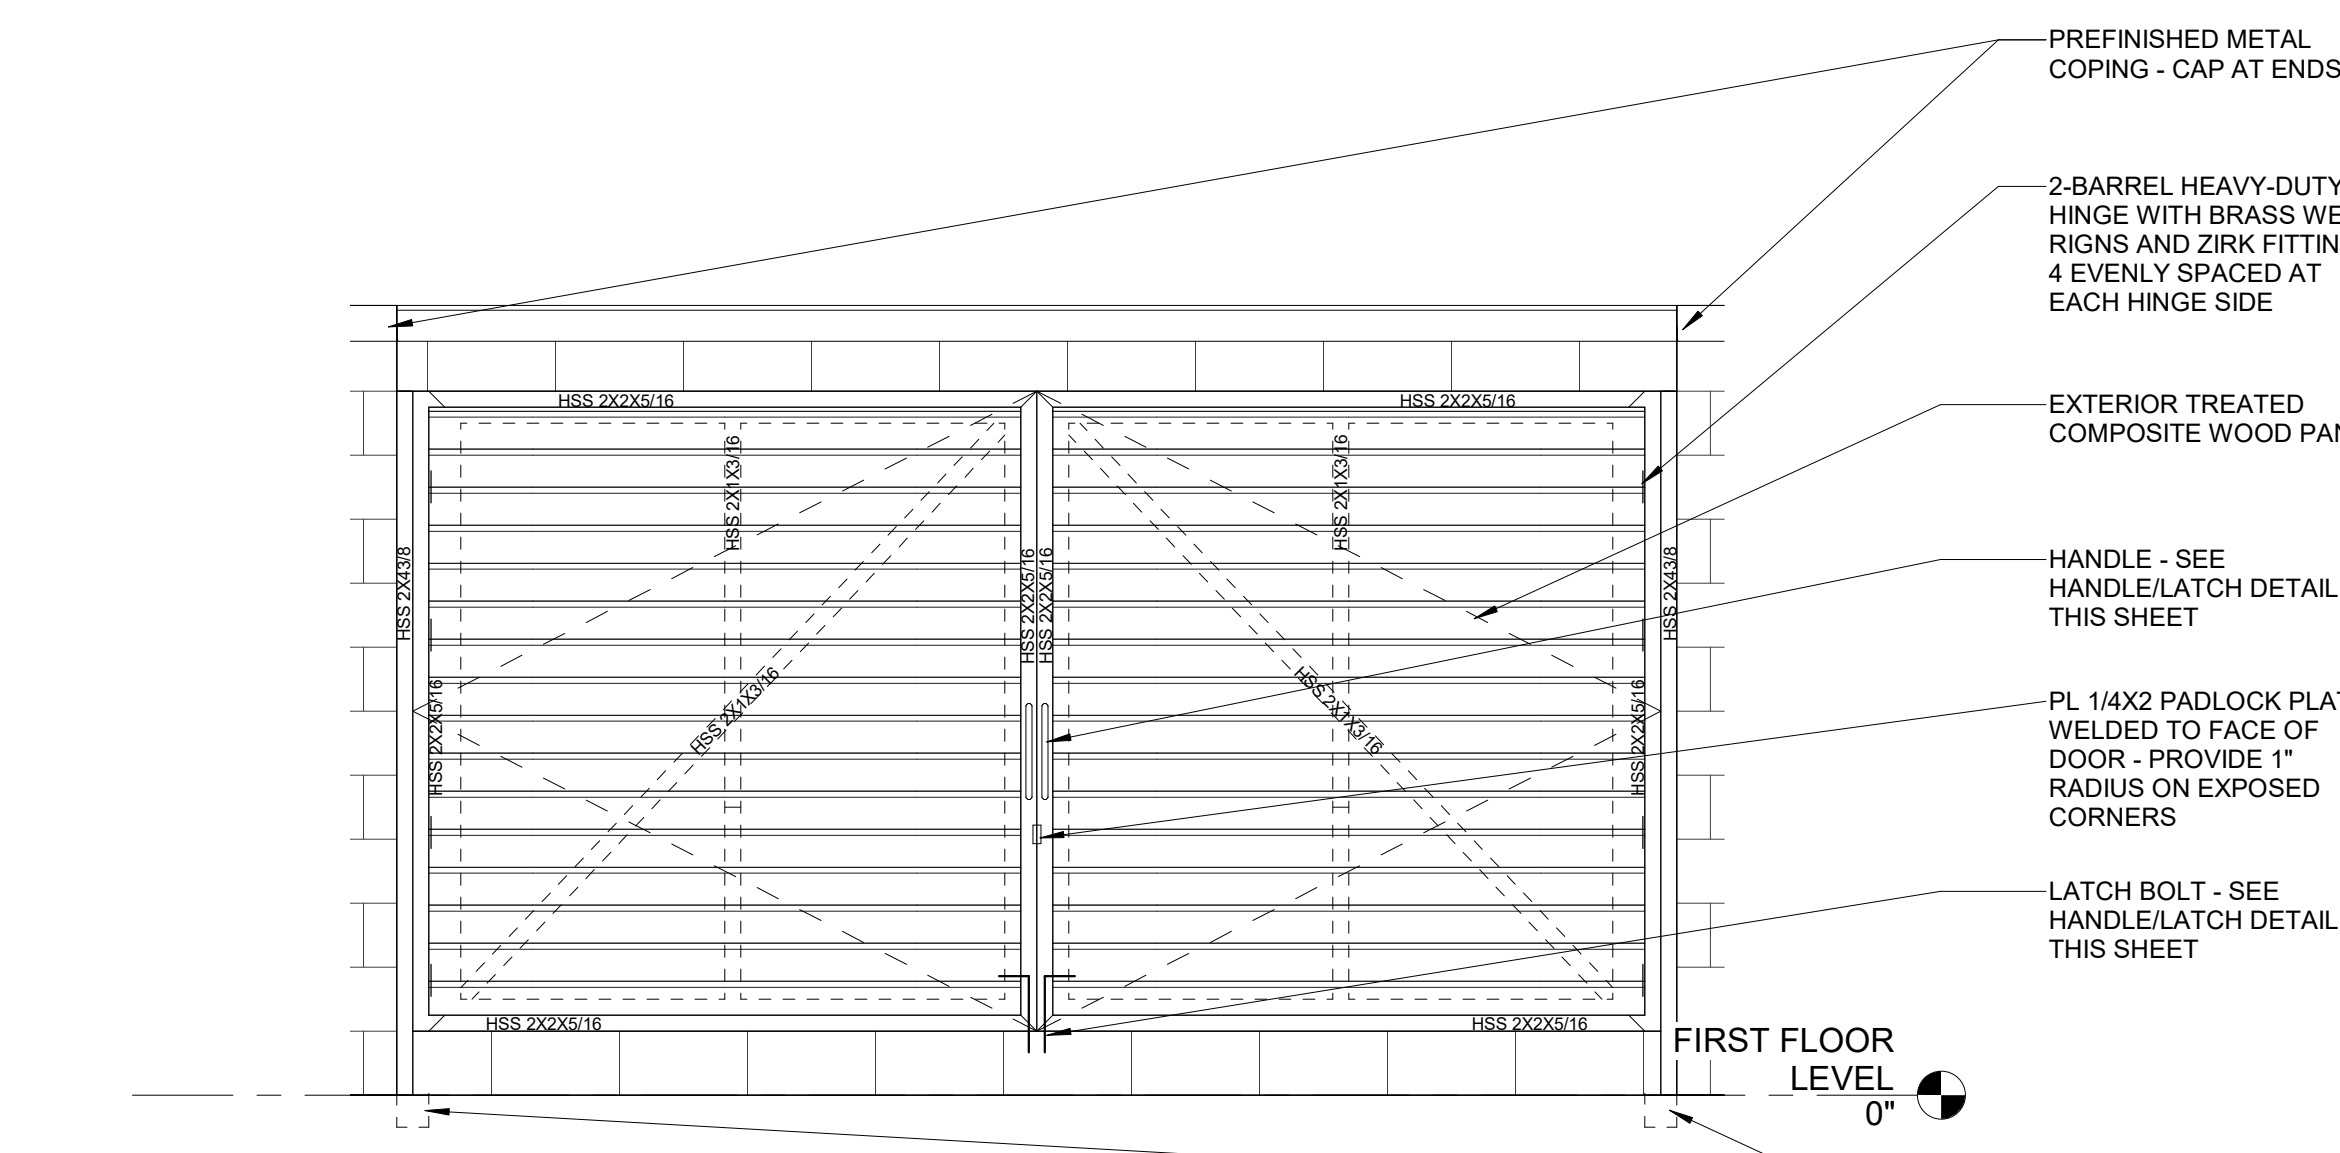 PREFINISHED METAL
COPING - CAP AT ENDS
2-BARREL HEAVY-DUTY
HINGE WITH BRASS
RIGNS AND ZIRK
4 EVENLY SPACED AT
EACH HINGE SIDE
EXTERIOR TREATED
COMPOSITE WOOD
HANDLE - SEE
HANDLE/LATCH DETAIL
THIS SHEET
PL 1/4X2 PADLOCK
WELDED TO FACE OF
DOOR - PROVIDE 1"
RADIUS ON EXPOSED
CORNERS
LATCH BOLT - SEE
HANDLE/LATCH DETAIL
THIS SHEET
HSS 2X2X5/16
HSS 2X2X5/16
HSS 2X1X3/16
HSS 2X1X3/16
HSS 2X43/8
HSS 2X2X5/16
HSS 2X2X5/16
HSS 2X43/8
HSS 2X2X5/16
HSS 2X1X3/16
HSS 2X1X3/16
HSS 2X2X5/16
HSS 2X2X5/16
HSS 2X2X5/16
FIRST FLOOR
LEVEL
0"